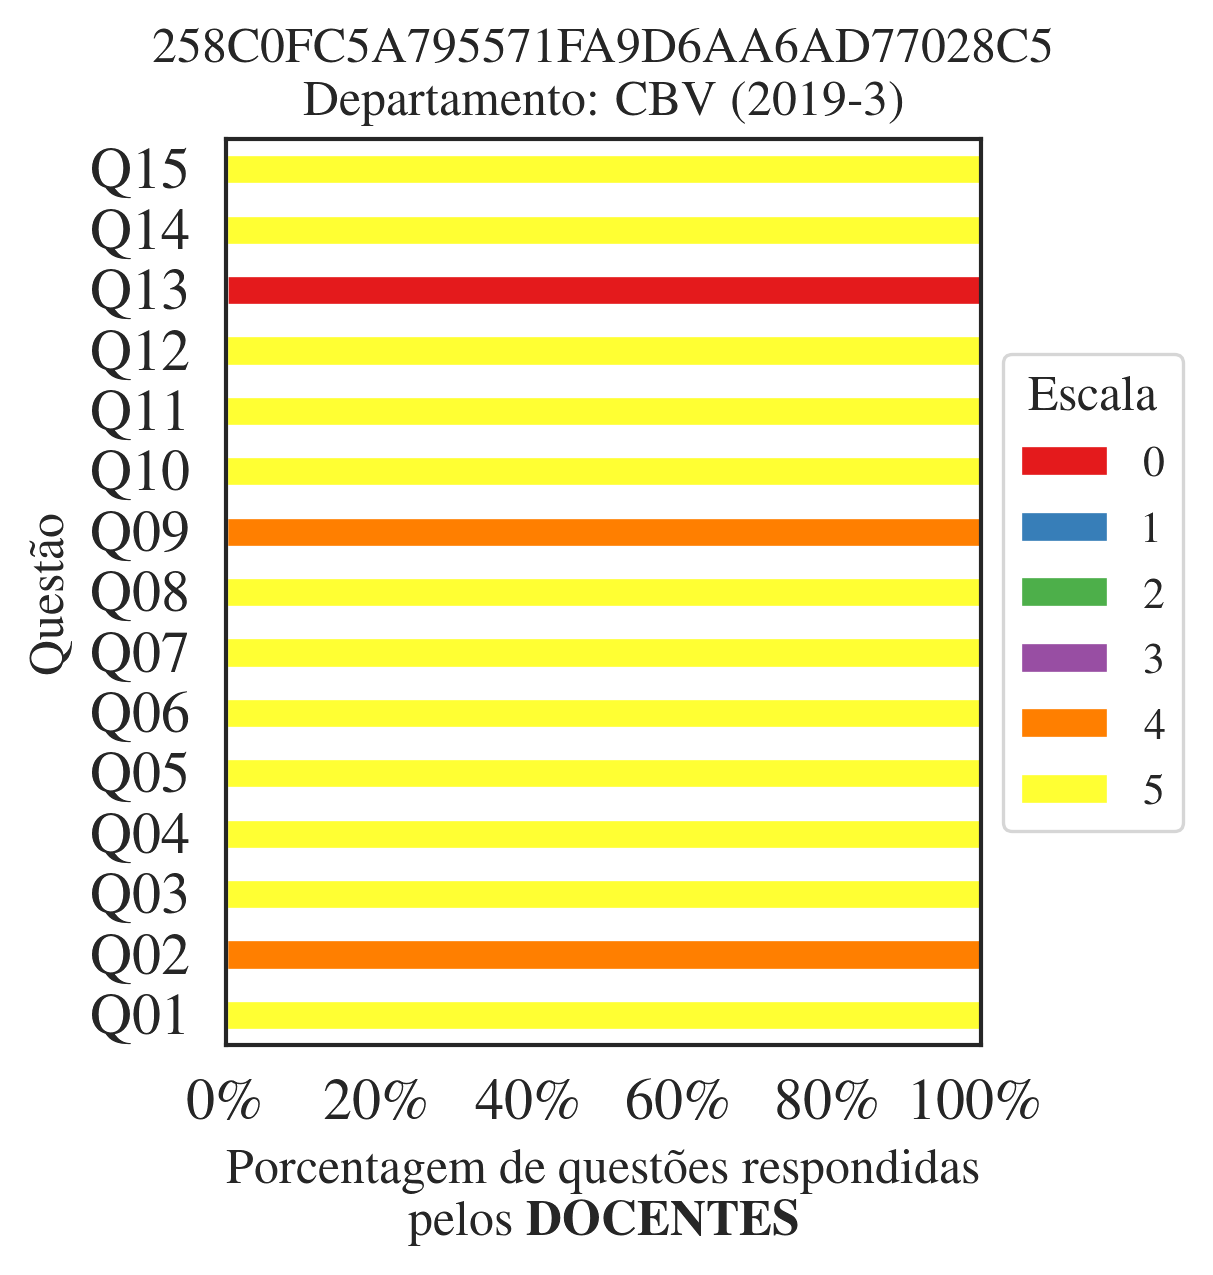 258C0FC5A795571FA9D6AA6AD77028C5
Departamento: CBV (2019-3)
Q15
Q14
Q13
Q12
Q11
Q10
Q09
Q08
Q07
Q06
Q05
Q04
Q03
Q02
Q01
Questão
0% 20% 40% 60% 80% 100%
Porcentagem de questões respondidas
pelos DOCENTES
Escala
0
1
2
3
4
5